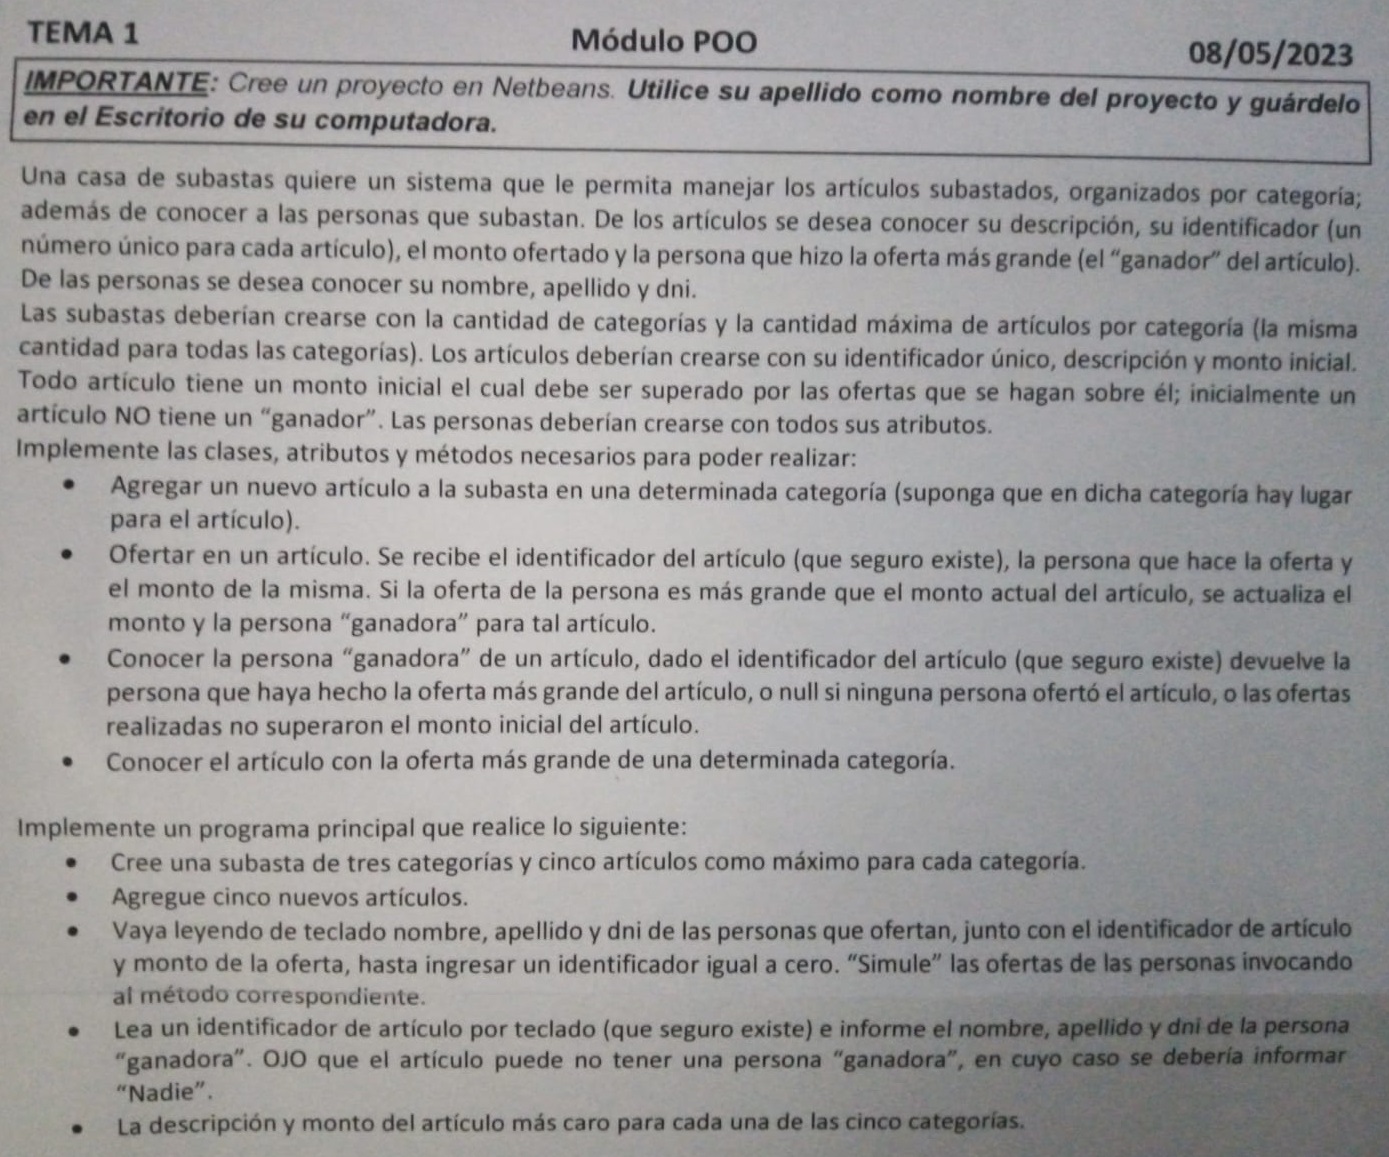 TEMA 1
Módulo POO
08/05/2023
IMPORTANTE: Cree un proyecto en Netbeans. Utilice su apellido como nombre del proyecto y guárdelo
en el Escritorio de su computadora.
Una casa de subastas quiere un sistema que le permita manejar los artículos subastados, organizados por categoría;
además de conocer a las personas que subastan. De los artículos se desea conocer su descripción, su identificador (un
número único para cada artículo), el monto ofertado y la persona que hizo la oferta más grande (el "ganador" del artículo).
De las personas se desea conocer su nombre, apellido y dni.
Las subastas deberían crearse con la cantidad de categorías y la cantidad máxima de artículos por categoría (la misma
cantidad para todas las categorías). Los artículos deberían crearse con su identificador único, descripción y monto inicial.
Todo artículo tiene un monto inicial el cual debe ser superado por las ofertas que se hagan sobre él; inicialmente un
artículo NO tiene un "ganador". Las personas deberían crearse con todos sus atributos.
Implemente las clases, atributos y métodos necesarios para poder realizar:
• Agregar un nuevo artículo a la subasta en una determinada categoría (suponga que en dicha categoría hay lugar
para el artículo).
• Ofertar en un artículo. Se recibe el identificador del artículo (que seguro existe), la persona que hace la oferta y
el monto de la misma. Si la oferta de la persona es más grande que el monto actual del artículo, se actualiza el
monto y la persona "ganadora" para tal artículo.
• Conocer la persona "ganadora" de un artículo, dado el identificador del artículo (que seguro existe) devuelve la
persona que haya hecho la oferta más grande del artículo, o null si ninguna persona ofertó el artículo, o las ofertas
realizadas no superaron el monto inicial del artículo.
• Conocer el artículo con la oferta más grande de una determinada categoría.
Implemente un programa principal que realice lo siguiente:
• Cree una subasta de tres categorías y cinco artículos como máximo para cada categoría.
• Agregue cinco nuevos artículos.
• Vaya leyendo de teclado nombre, apellido y dni de las personas que ofertan, junto con el identificador de artículo
y monto de la oferta, hasta ingresar un identificador igual a cero. "Simule" las ofertas de las personas invocando
al método correspondiente.
• Lea un identificador de artículo por teclado (que seguro existe) e informe el nombre, apellido y dni de la persona
"ganadora". OJO que el artículo puede no tener una persona "ganadora", en cuyo caso se debería informar
"Nadie".
• La descripción y monto del artículo más caro para cada una de las cinco categorías.